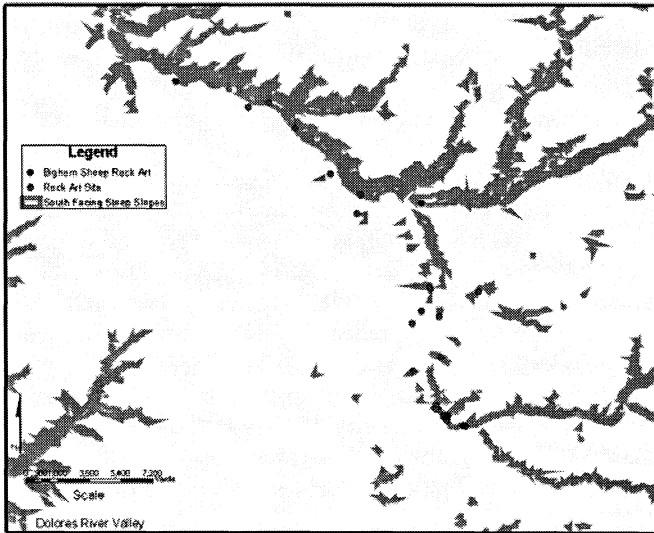 Legend
Bighorn Sheep Rock Art
Rock Art Site
South Facing Steep Slopes
3,600 5,400 7,200
Scale
Dolores River Valley